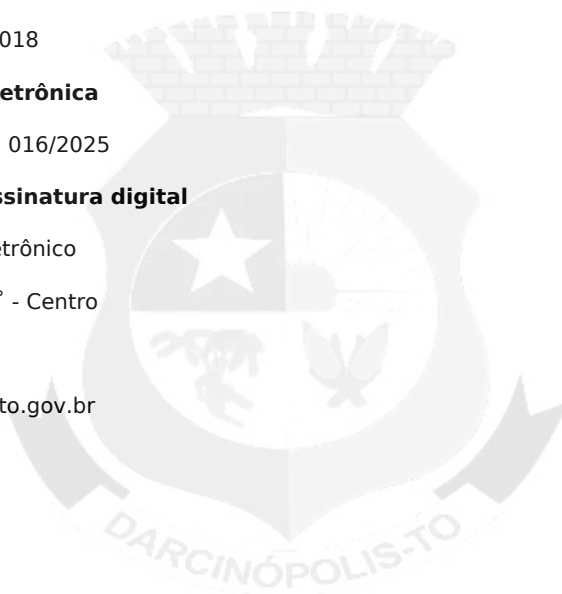 018
etrônica
016/2025
ssinatura digital
etrônico
° - Centro
to.gov.br
DARCINÓPOLIS-TO